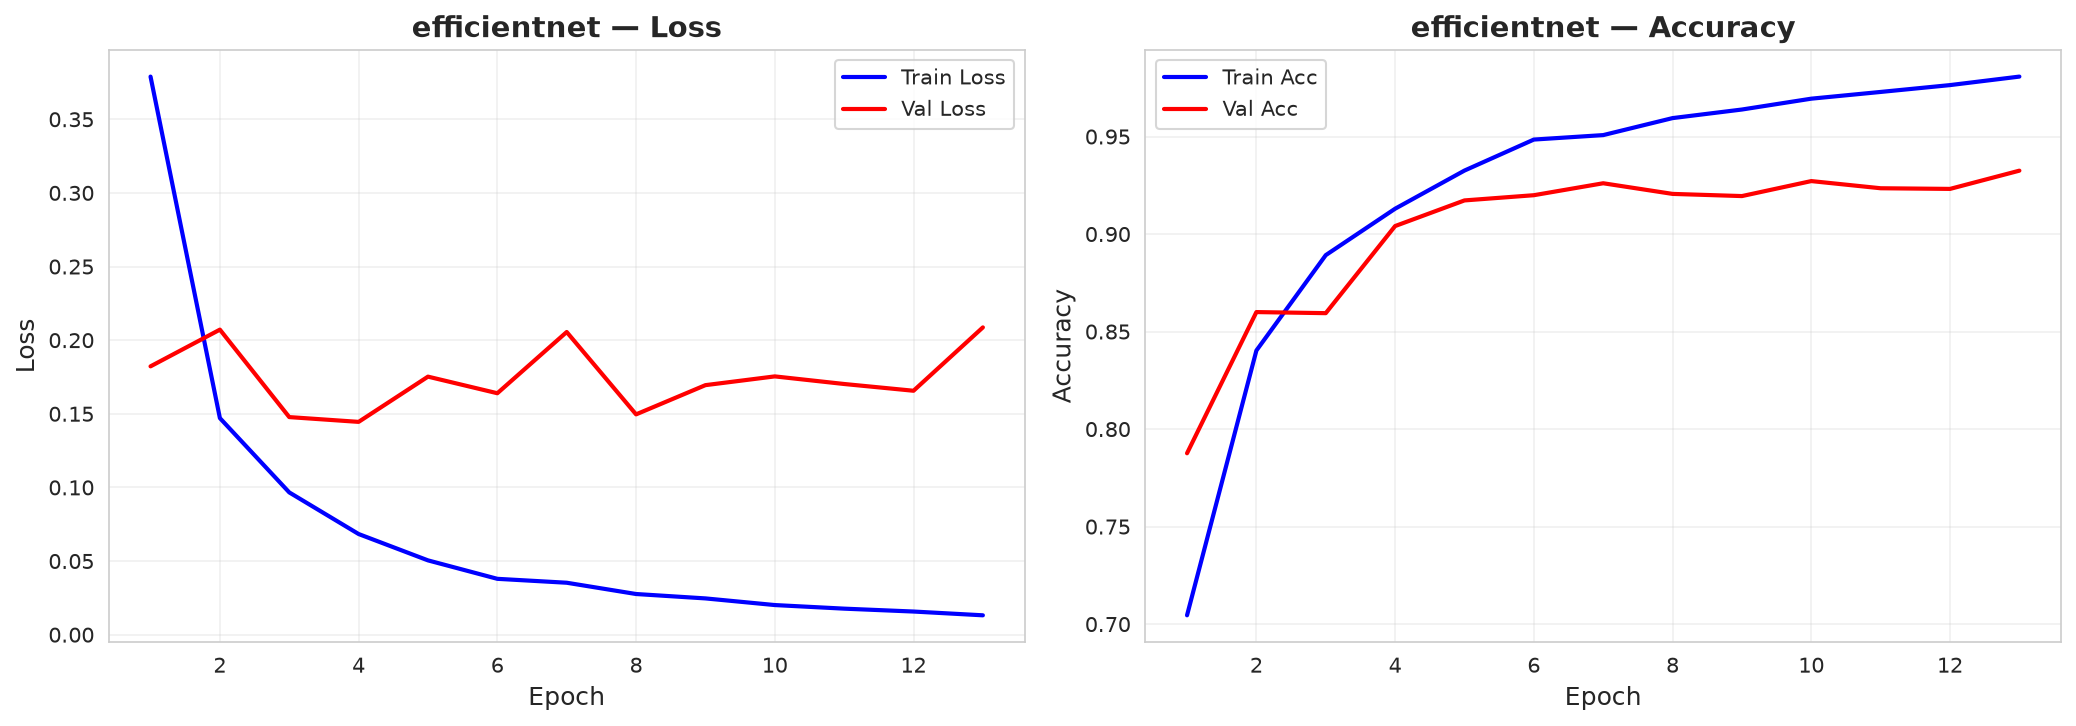 efficientnet — Loss
Train Loss
Val Loss
0.35
0.30
0.25
0.20
0.15
0.10
0.05
0.00
Loss
2 4 6 8 10 12
Epoch
efficientnet — Accuracy
Train Acc
Val Acc
0.95
0.90
0.85
0.80
0.75
0.70
Accuracy
2 4 6 8 10 12
Epoch